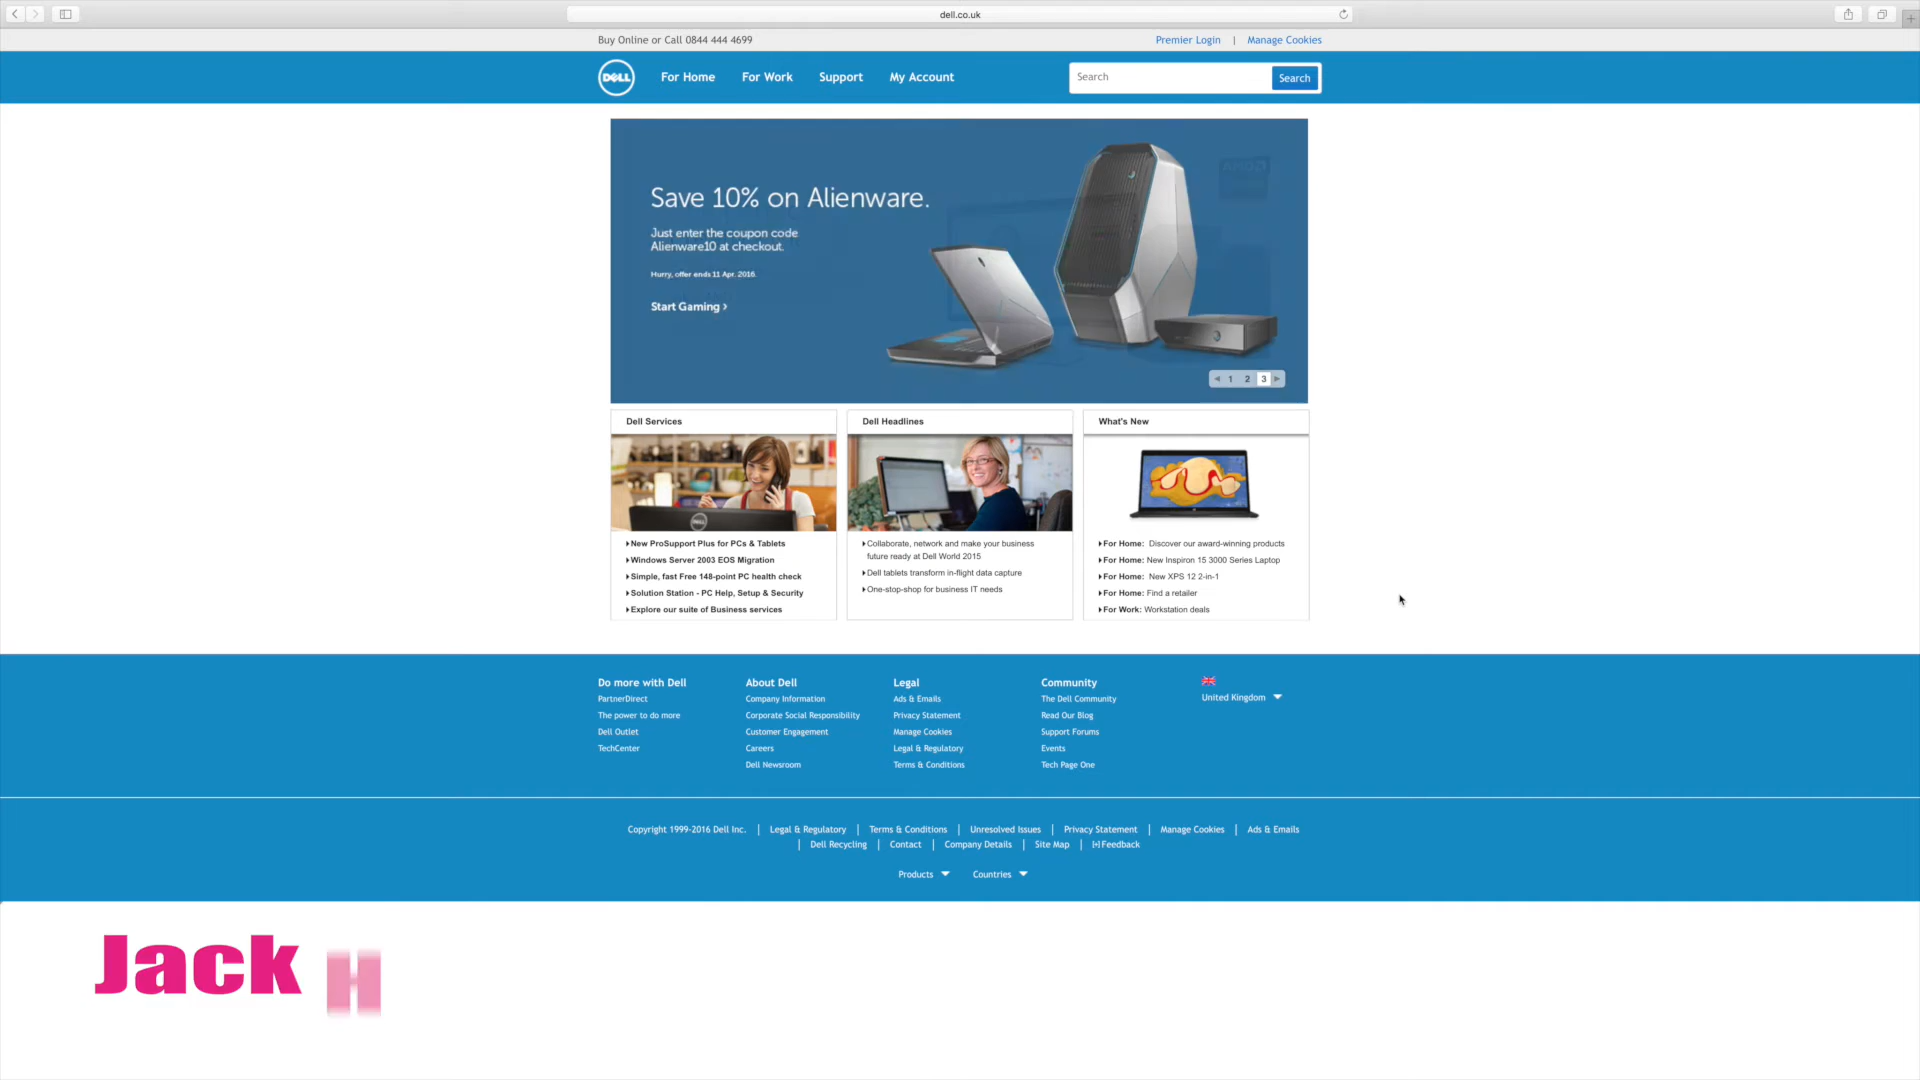 dell.co.uk
Buy Online or Call 0844 444 4699
Premier Login | Manage Cookies
DELL
For Home
For Work
Support
My Account
Search
Search
Save 10% on Alienware.
Just enter the coupon code
Alienware10 at checkout.
Hurry, offer ends 11 Apr. 2016.
Start Gaming >
1 2 3
Dell Services
New ProSupport Plus for PCs & Tablets
Windows Server 2003 EOS Migration
Simple, fast Free 148-point PC health check
Solution Station - PC Help, Setup & Security
Explore our suite of Business services
Dell Headlines
Collaborate, network and make your business
future ready at Dell World 2015
Dell tablets transform in-flight data capture
One-stop-shop for business IT needs
What's New
For Home: Discover our award-winning products
For Home: New Inspiron 15 3000 Series Laptop
For Home: New XPS 12 2-in-1
For Home: Find a retailer
For Work: Workstation deals
Do more with Dell
PartnerDirect
The power to do more
Dell Outlet
TechCenter
About Dell
Company Information
Corporate Social Responsibility
Customer Engagement
Careers
Dell Newsroom
Legal
Ads & Emails
Privacy Statement
Manage Cookies
Legal & Regulatory
Terms & Conditions
Community
The Dell Community
Read Our Blog
Support Forums
Events
Tech Page One
United Kingdom
Copyright 1999-2016 Dell Inc. | Legal & Regulatory | Terms & Conditions | Unresolved Issues | Privacy Statement | Manage Cookies | Ads & Emails
| Dell Recycling | Contact | Company Details | Site Map | [+] Feedback
Products
Countries
Jack H